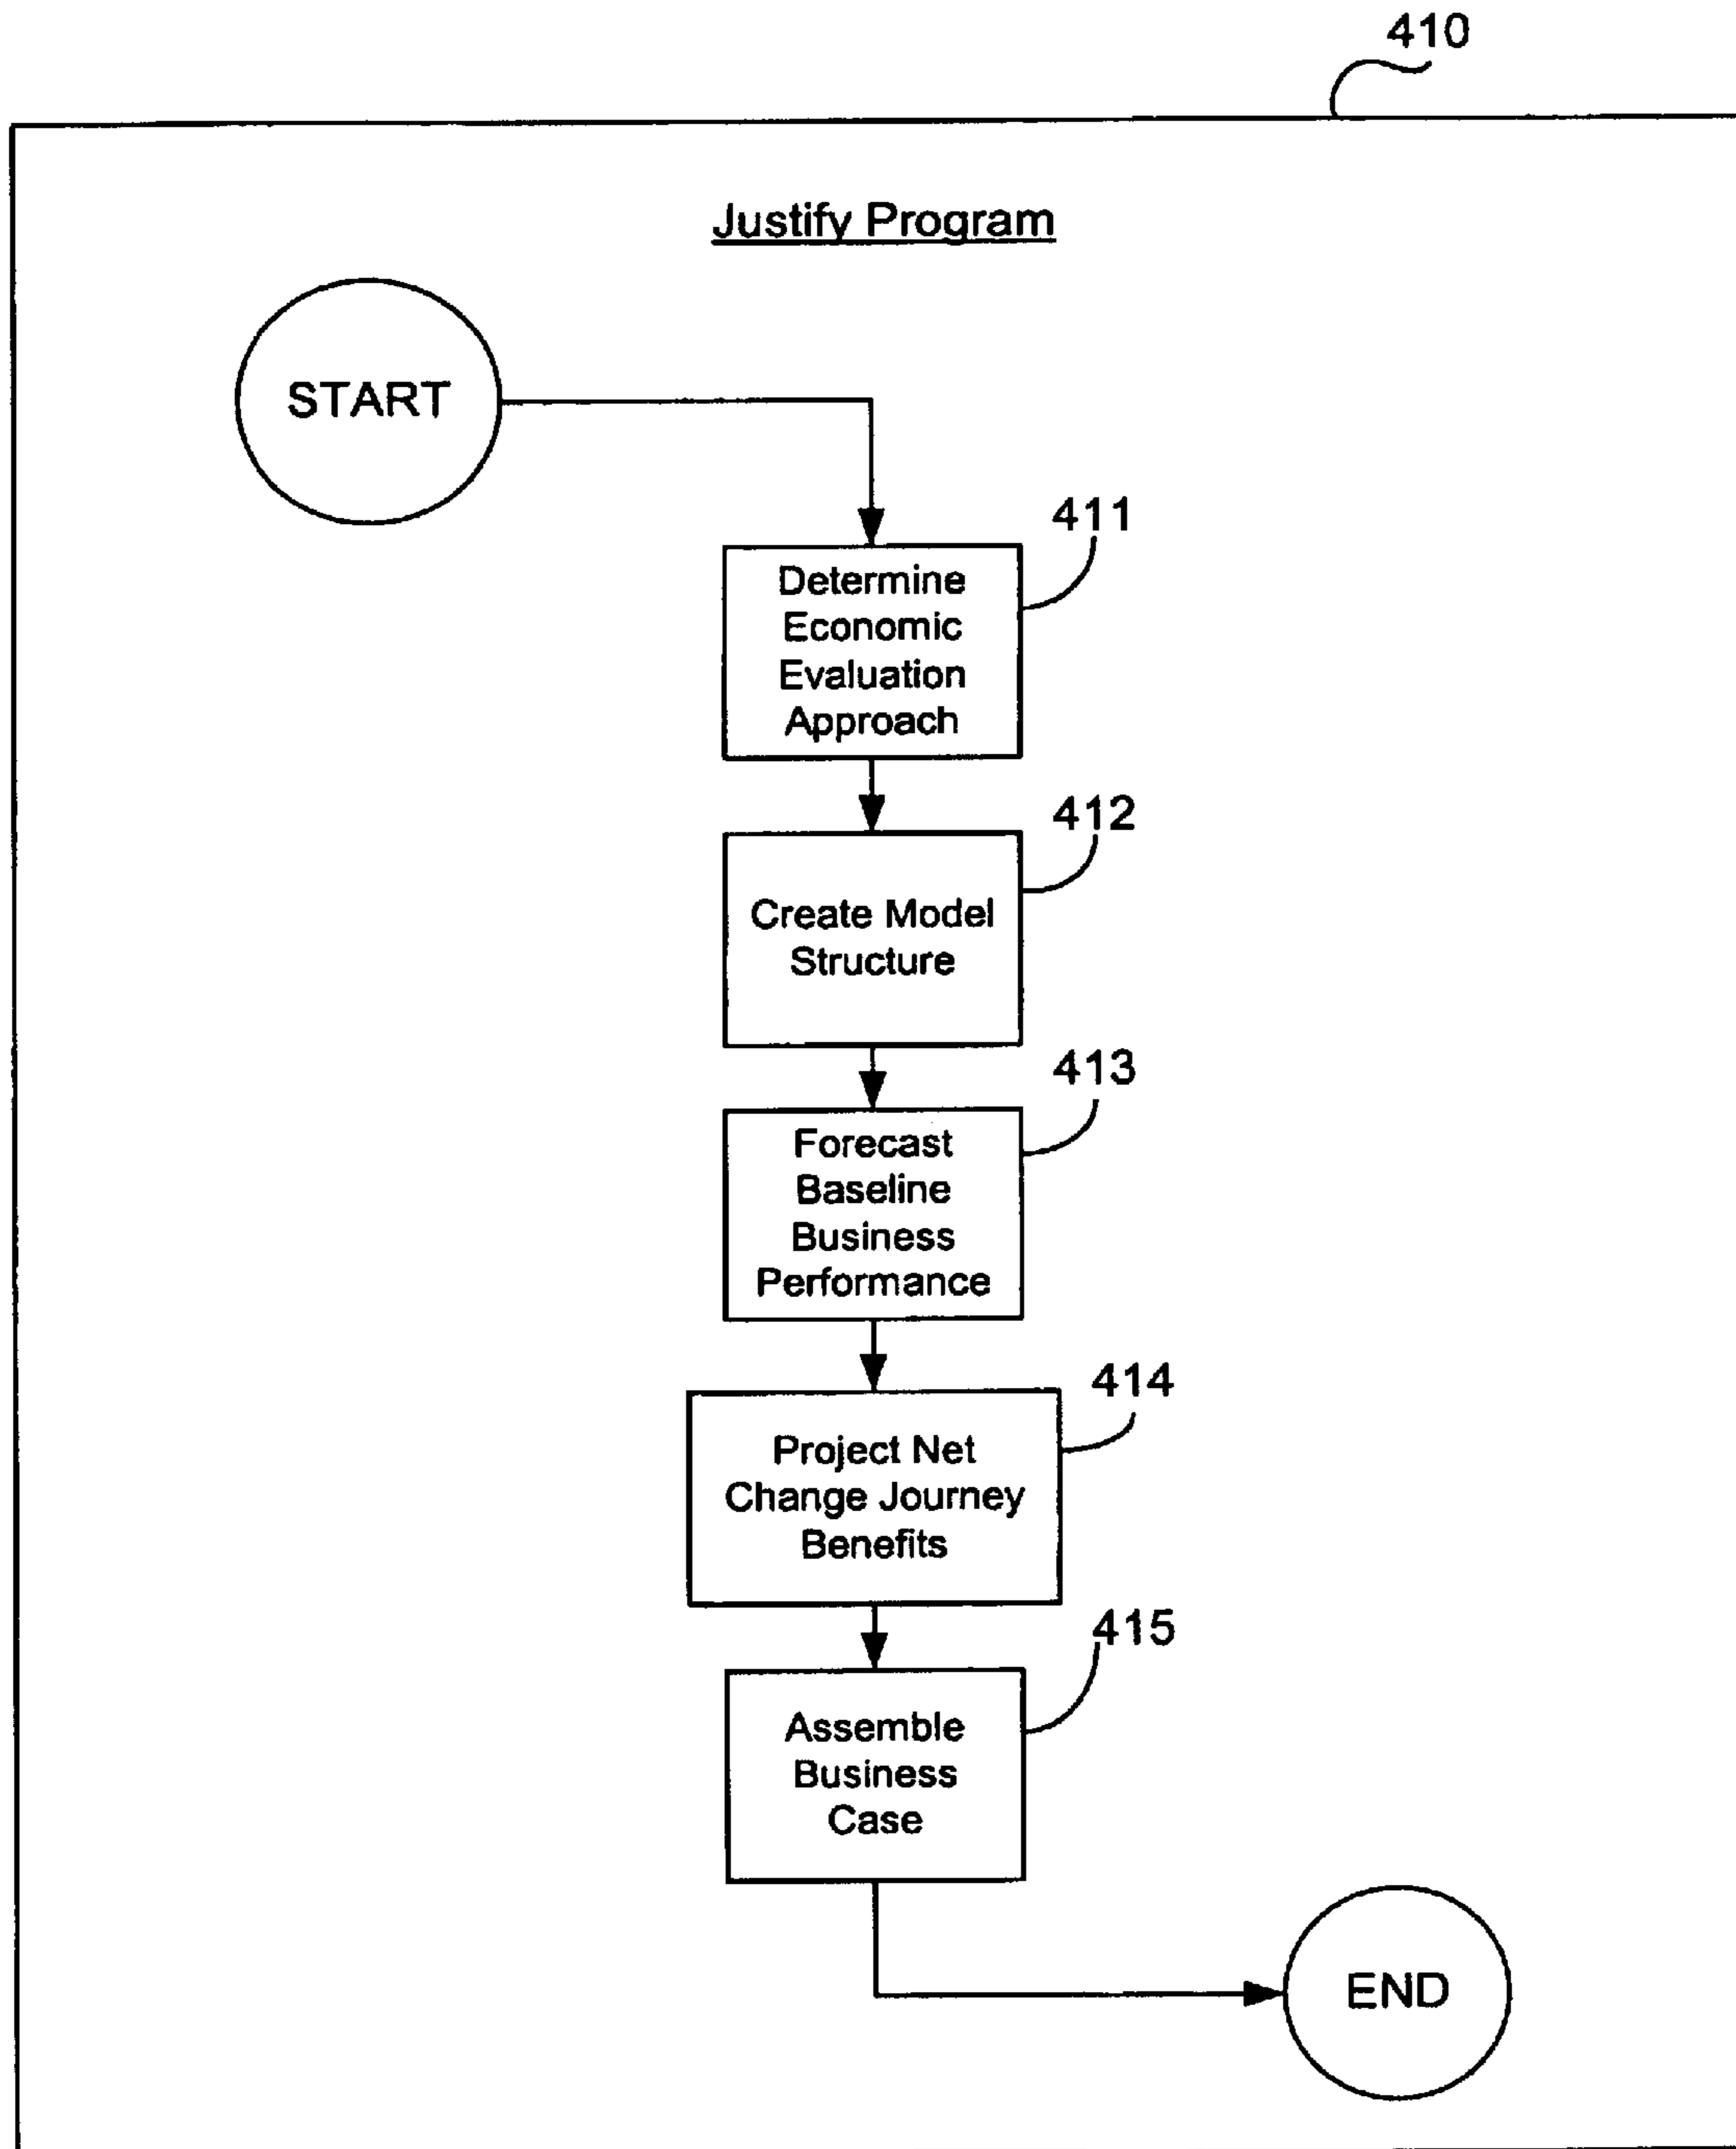 410
Justify Program
START
411
Determine
Economic
Evaluation
Approach
412
Create Model
Structure
413
Forecast
Baseline
Business
Performance
414
Project Net
Change Journey
Benefits
415
Assemble
Business
Case
END